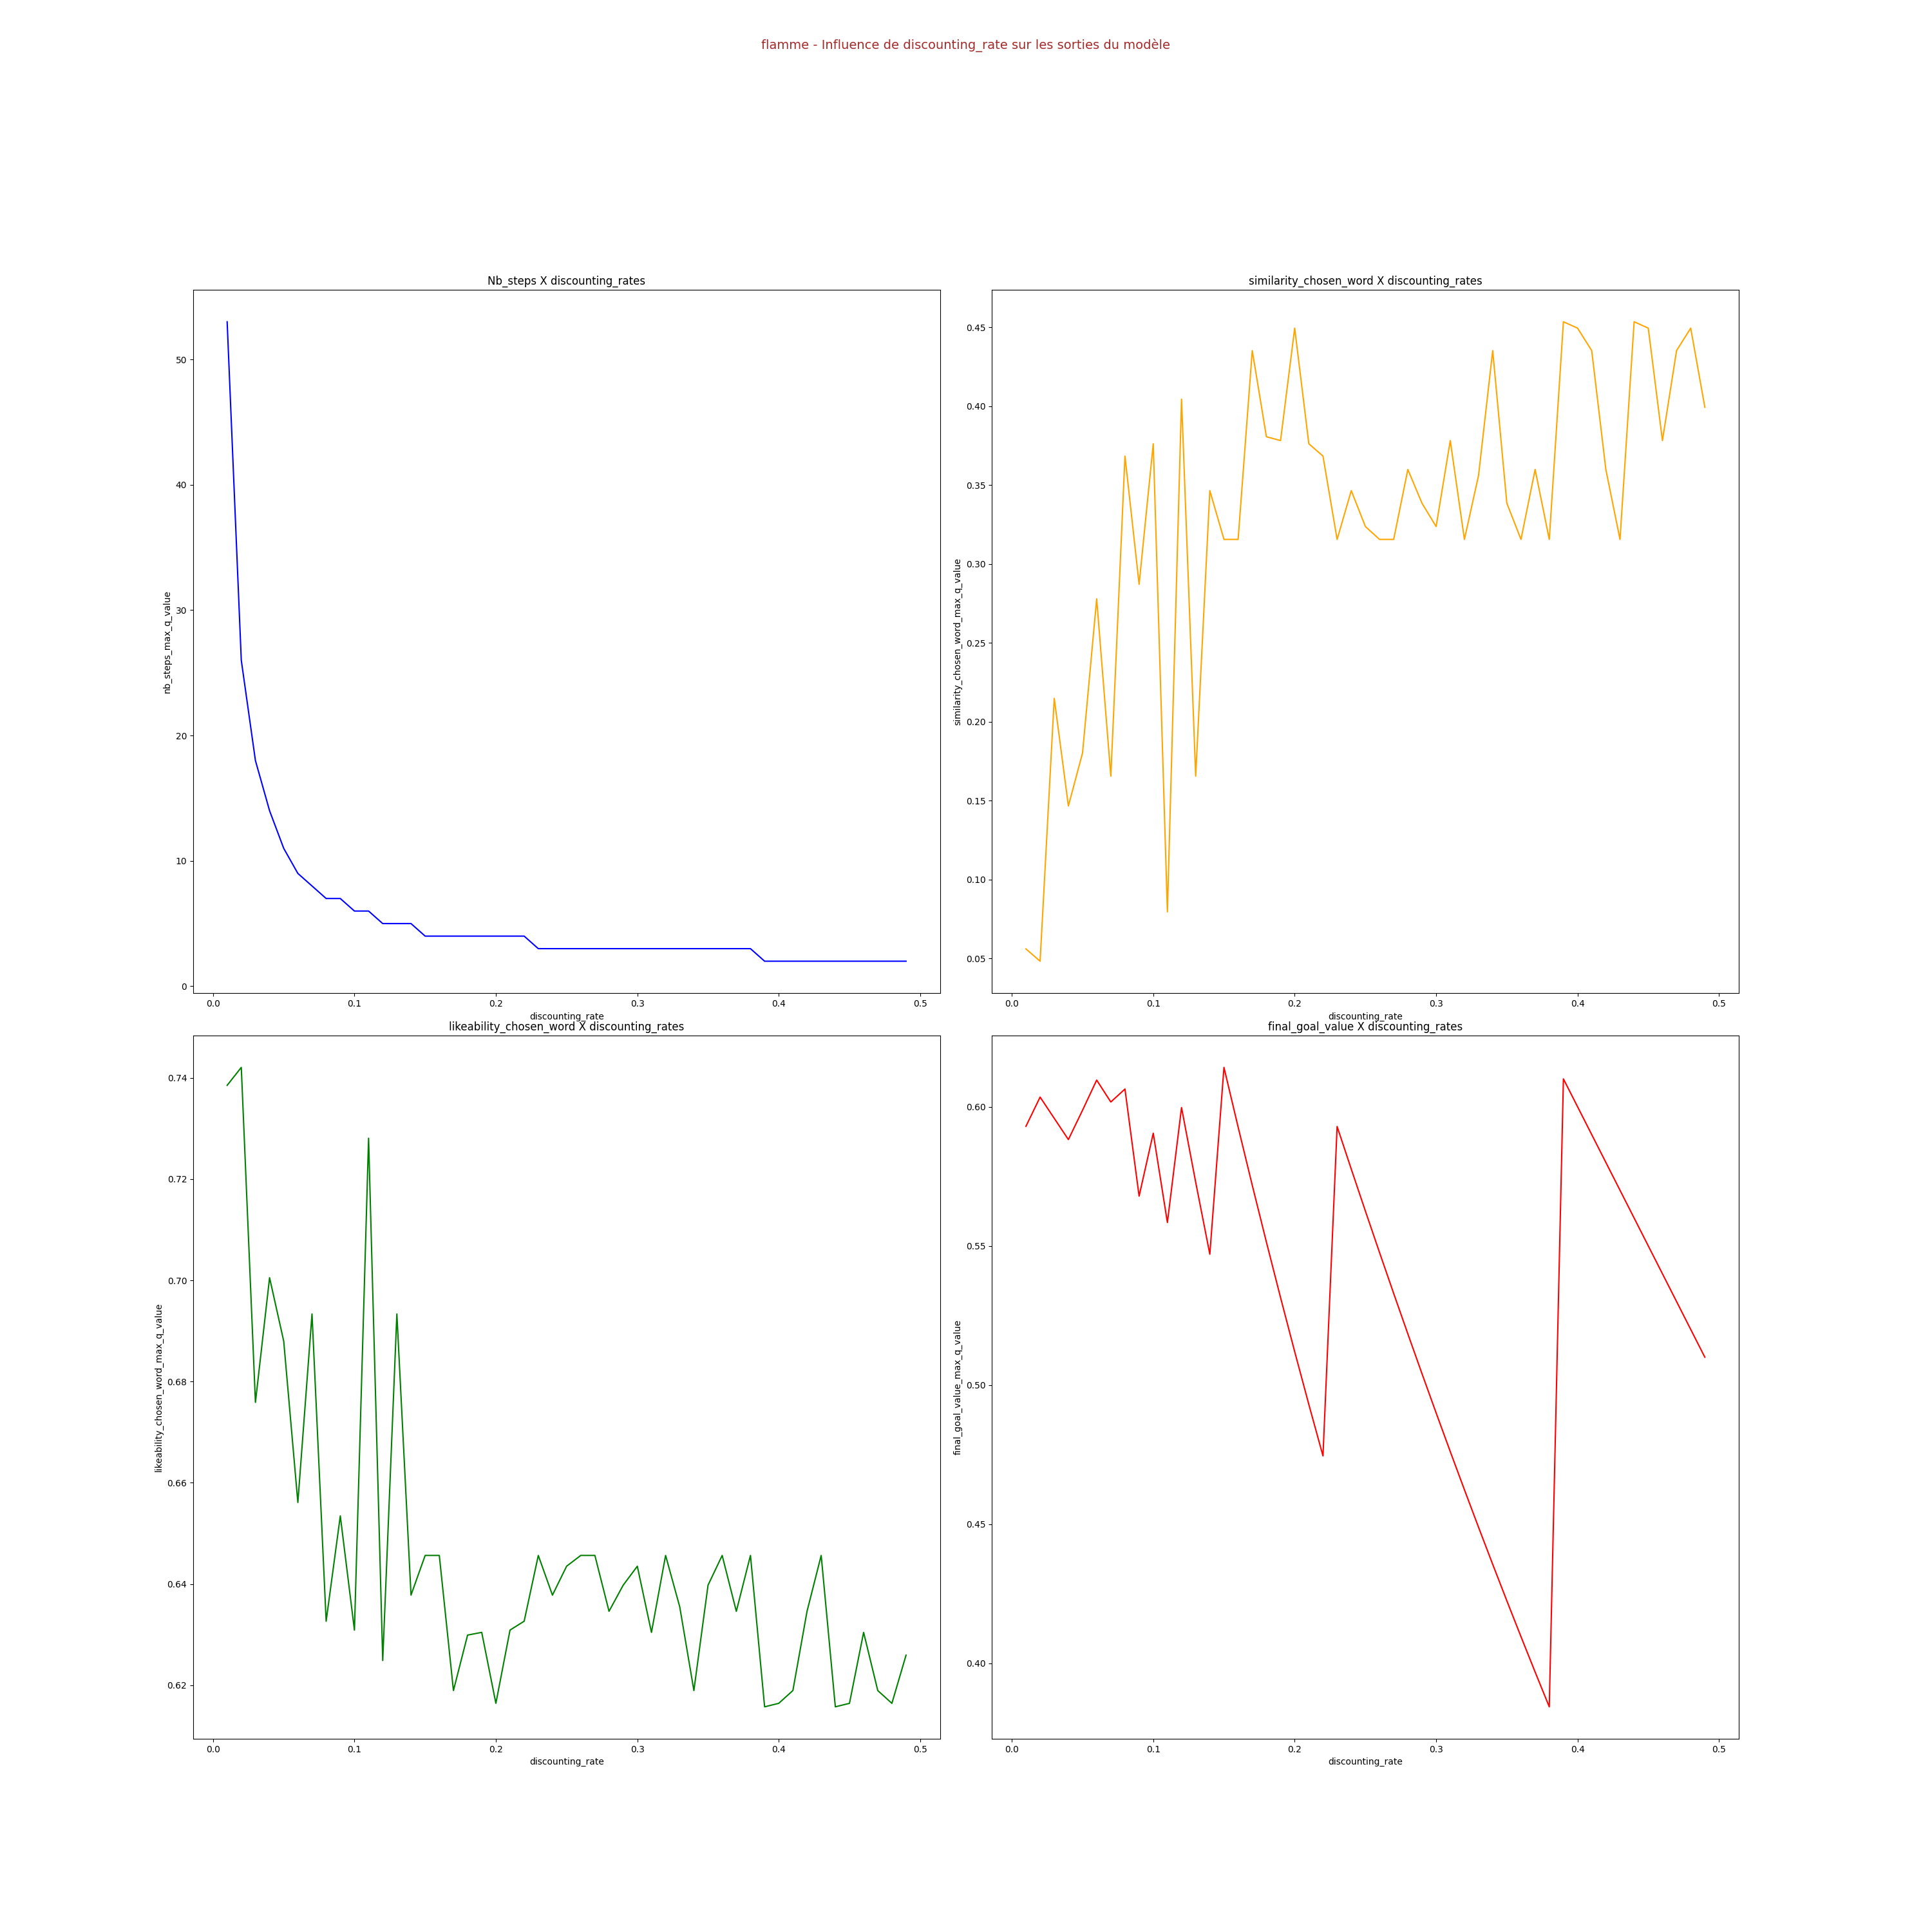 flamme - Influence de discounting_rate sur les sorties du modèle
Nb_steps X discounting_rates
nb_steps_max_q_value
50
40
30
20
10
0
0.0 0.1 0.2 0.3 0.4 0.5
discounting_rate
similarity_chosen_word X discounting_rates
similarity_chosen_word_max_q_value
0.45
0.40
0.35
0.30
0.25
0.20
0.15
0.10
0.05
0.0 0.1 0.2 0.3 0.4 0.5
discounting_rate
likeability_chosen_word X discounting_rates
likeability_chosen_word_max_q_value
0.74
0.72
0.70
0.68
0.66
0.64
0.62
0.0 0.1 0.2 0.3 0.4 0.5
discounting_rate
final_goal_value X discounting_rates
final_goal_value_max_q_value
0.60
0.55
0.50
0.45
0.40
0.0 0.1 0.2 0.3 0.4 0.5
discounting_rate